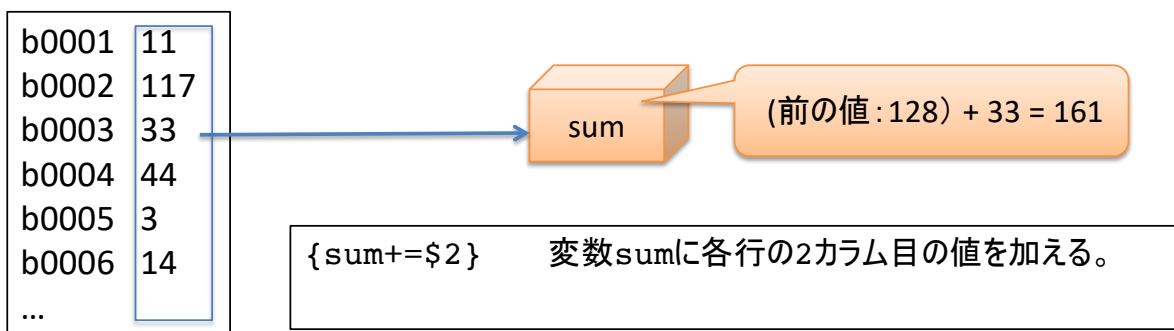 b0001 11
b0002 117
b0003 33
b0004 44
b0005 3
b0006 14
...
sum
(前の値:128) + 33 = 161
{sum+=$2} 変数sumに各行の2カラム目の値を加える。